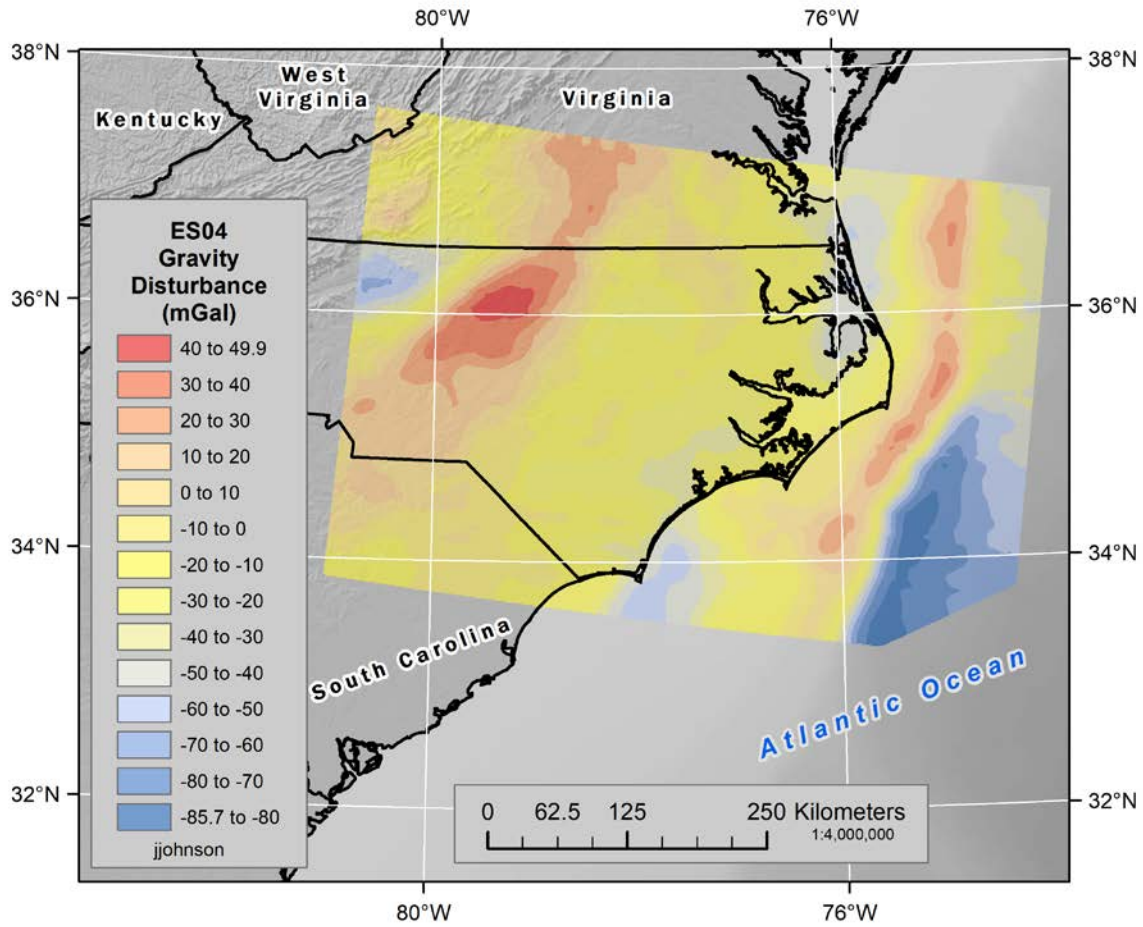 80°W 76°W
38°N 38°N
West
Virginia
Virginia
Kentucky
ES04
Gravity
Disturbance
(mGal)
36°N 36°N
40 to 49.9
30 to 40
20 to 30
10 to 20
0 to 10
-10 to 0
-20 to -10
34°N 34°N
-30 to -20
-40 to -30
-50 to -40
-60 to -50
-70 to -60
-80 to -70
-85.7 to -80
jjohnson
South Carolina
Atlantic Ocean
32°N 32°N
0 62.5 125 250 Kilometers
1:4,000,000
80°W 76°W